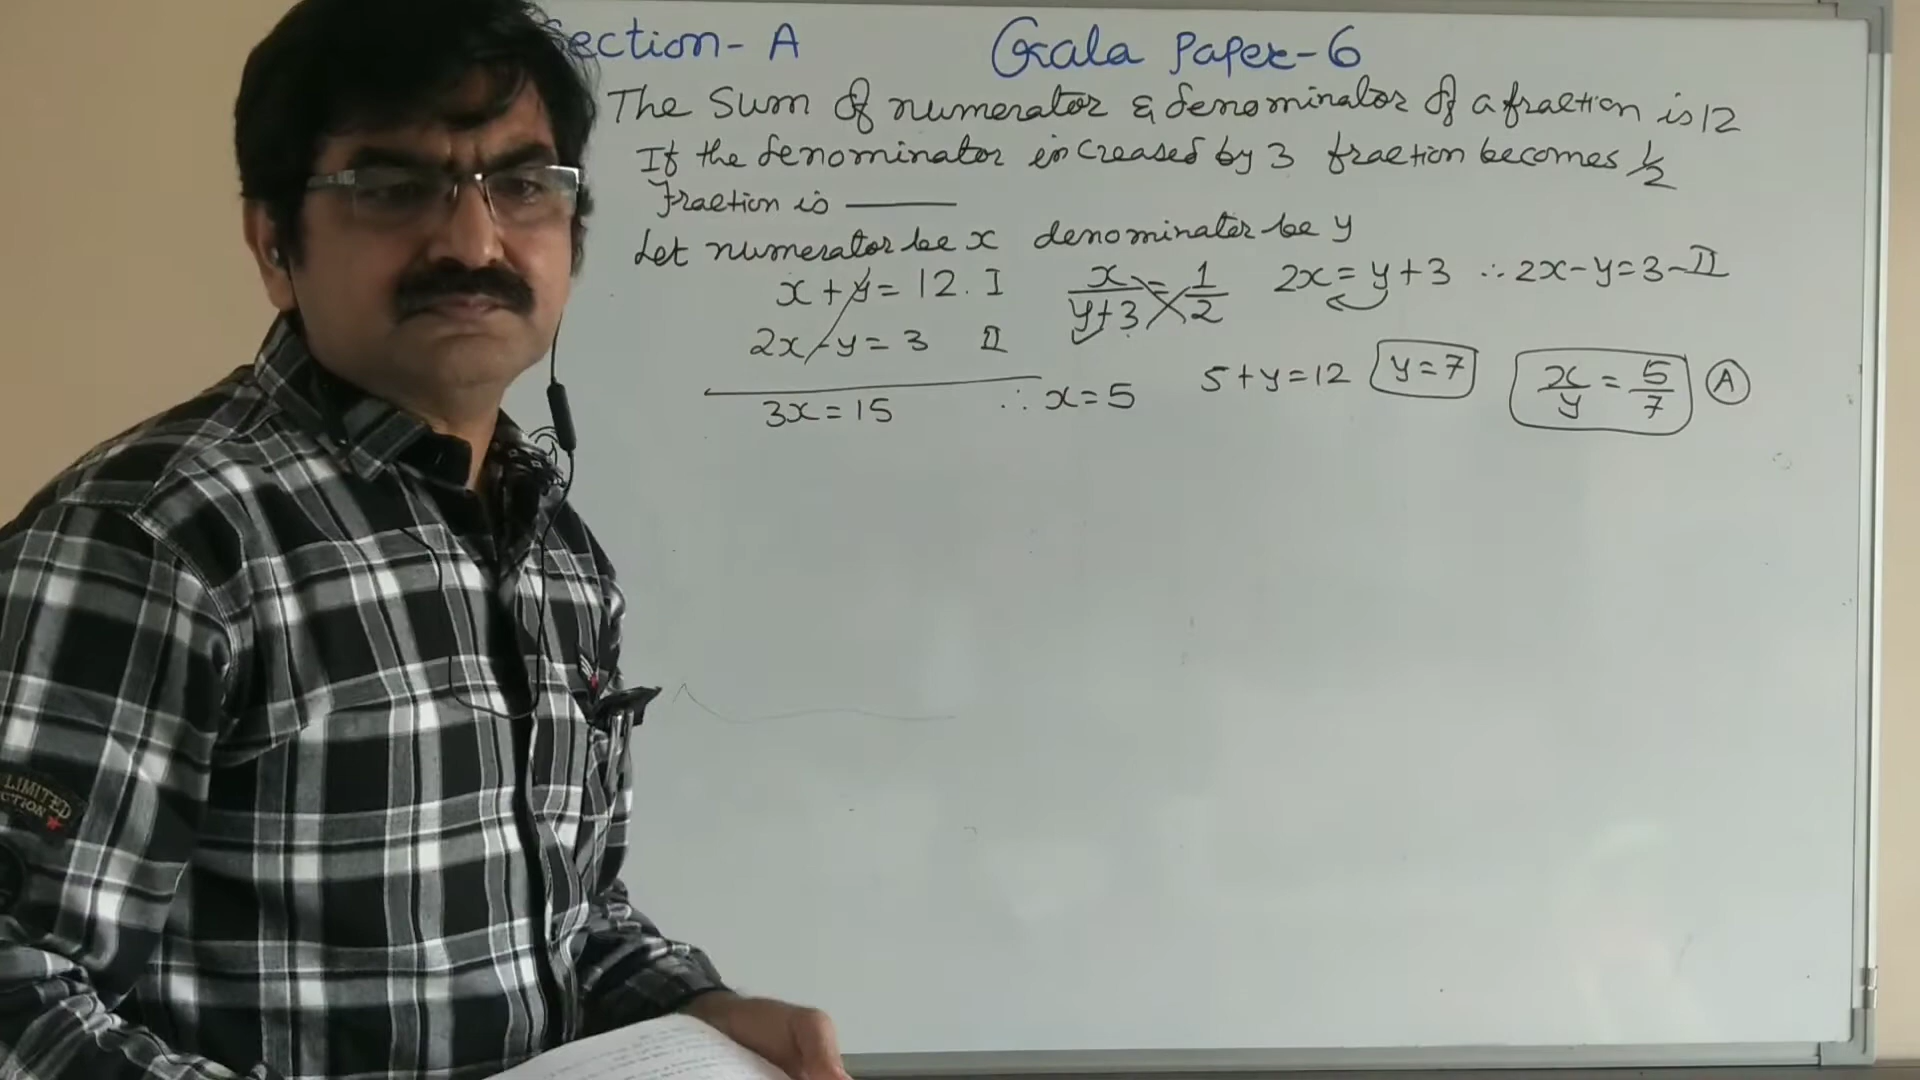 Section-A Gala Paper-6
The Sum of numerator & denominator of a fraction is 12
If the denominator increased by 3 fraction becomes 1/2
Fraction is ____
Let numerator be x denominator be y
x + y = 12. I x/(y+3) = 1/2 2x = y + 3 ∴ 2x - y = 3 - II
2x - y = 3 II
3x = 15 ∴ x = 5 5 + y = 12 y = 7 x/y = 5/7 A
LIMITED
CTION